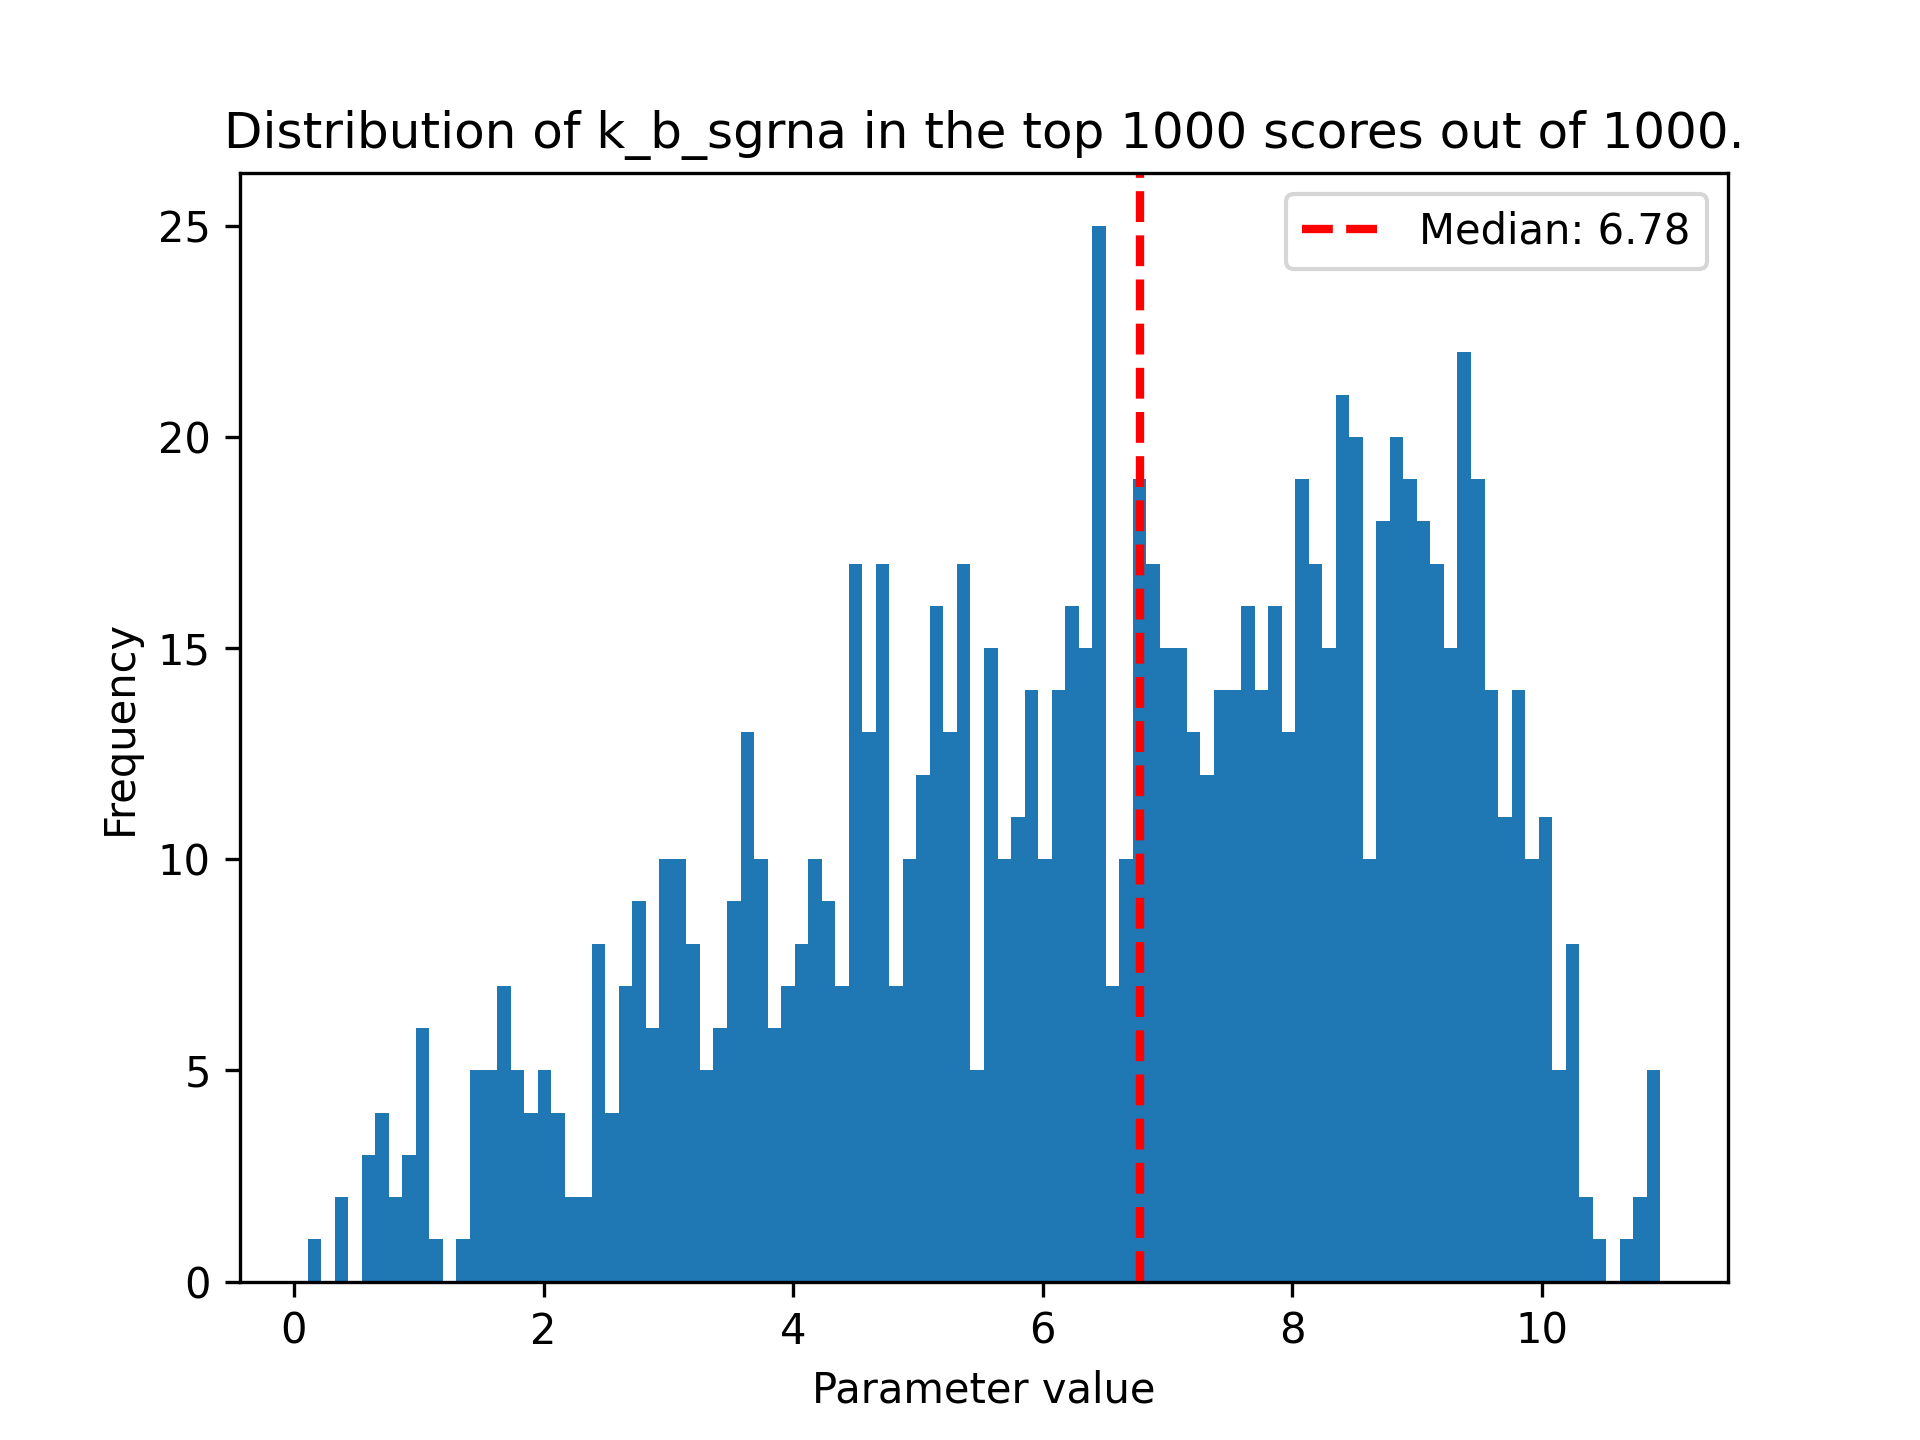 Distribution of k_b_sgrna in the top 1000 scores out of 1000.
Median: 6.78
25
20
15
10
5
0
Frequency
0 2 4 6 8 10
Parameter value